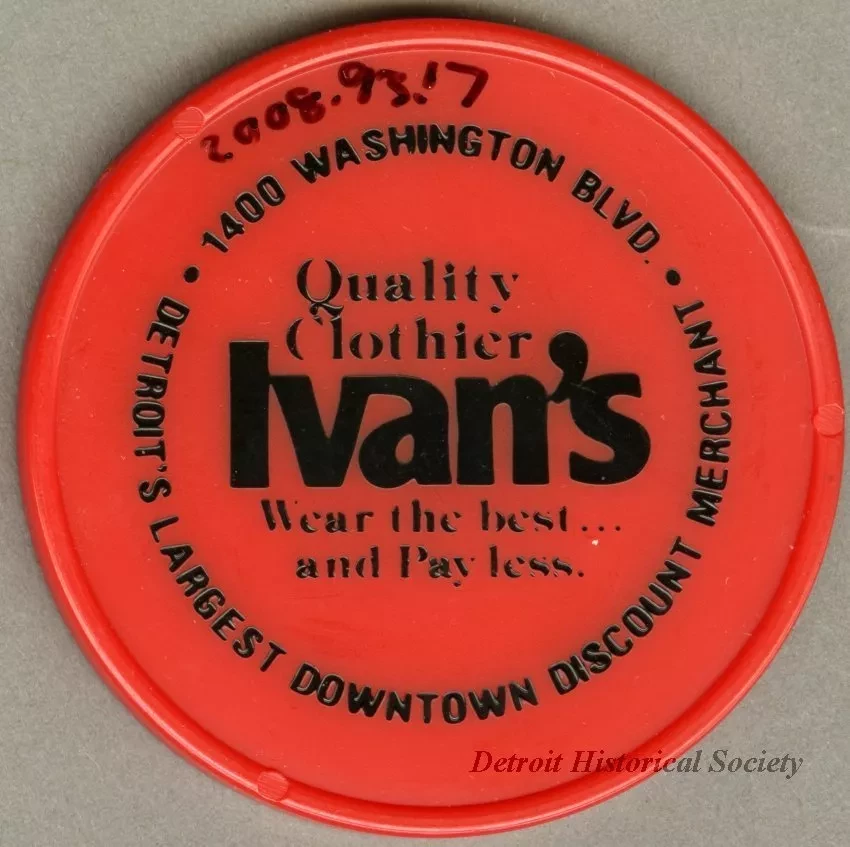 2008.93.17
• 1400 WASHINGTON BLVD. •
Quality
Clothier
Ivan's
Wear the best...
and Pay less.
DETROIT'S LARGEST DOWNTOWN DISCOUNT MERCHANT
Detroit Historical Society